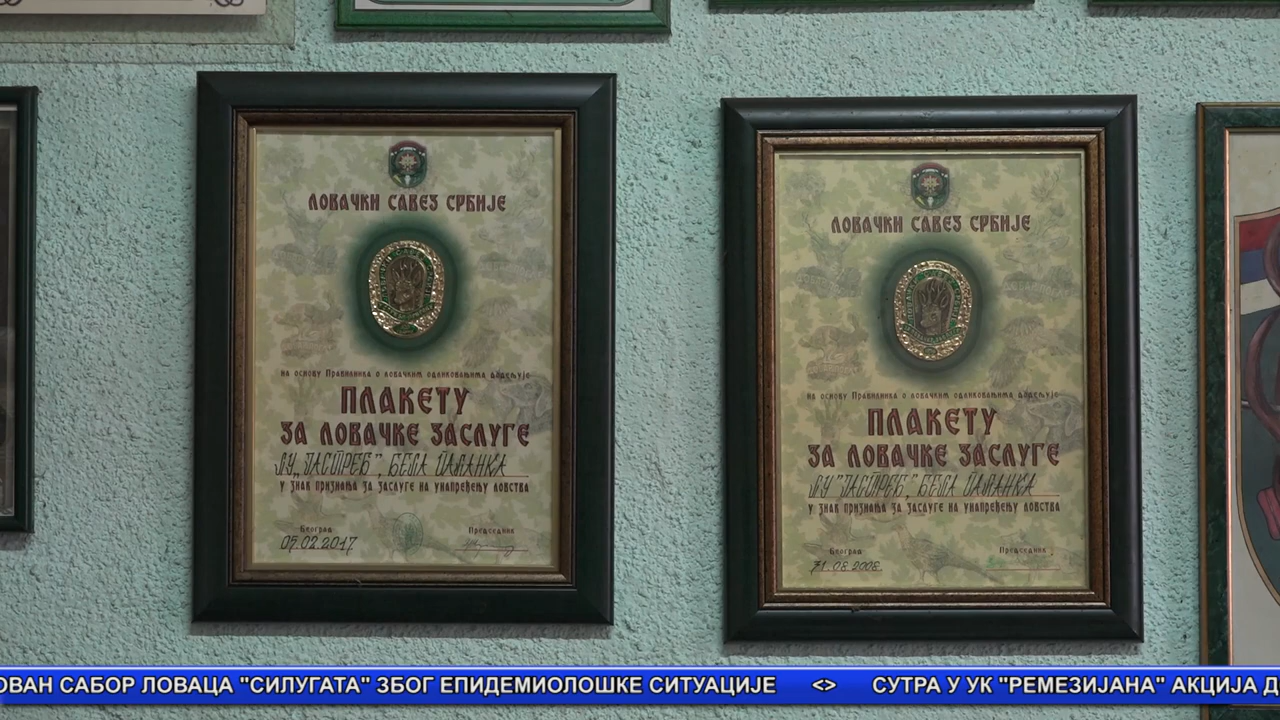 ЛОВАЧКИ САВЕЗ СРБИЈЕ
на основу Правилника о ловачким одликовањима додељује
ПЛАКЕТУ
ЗА ЛОВАЧКЕ ЗАСЛУГЕ
ЛУ „ЈАСТРЕБ”, БЕЛА ПАЛАНКА
у знак признања за заслуге на унапређењу ловства
Београд
Председник
05.02.2017.
ЛОВАЧКИ САВЕЗ СРБИЈЕ
на основу Правилника о ловачким одликовањима додељује
ПЛАКЕТУ
ЗА ЛОВАЧКЕ ЗАСЛУГЕ
ЛУ "ЈАСТРЕБ", БЕЛА ПАЛАНКА
у знак признања за заслуге на унапређењу ловства
Београд
Председник
31.08.2008.
ОВАН САБОР ЛОВАЦА "СИЛУГАТА" ЗБОГ ЕПИДЕМИОЛОШКЕ СИТУАЦИЈЕ <> СУТРА У УК "РЕМЕЗИЈАНА" АКЦИЈА Д